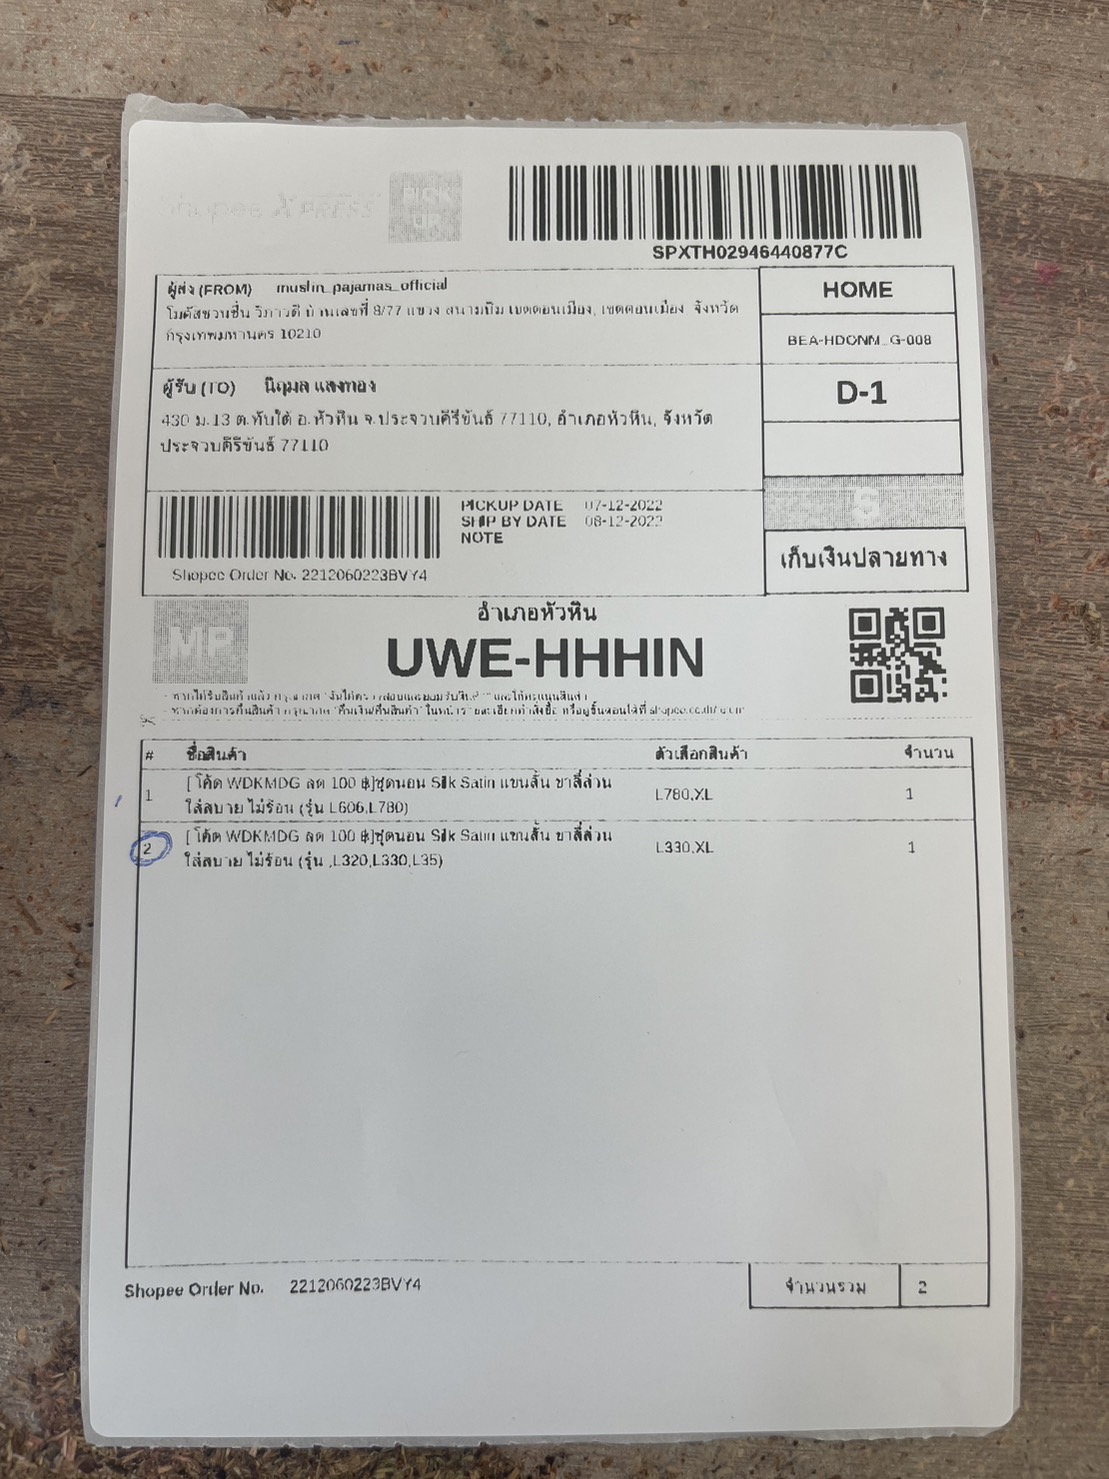 Shopee XPRESS
PICK
UP
SPXTH02946440877C
ผู้ส่ง (FROM) muslin_pajamas_official
โมดัสชวนชื่น วิภาวดี บ้านเลขที่ 8/77 แขวง สนามบิน เขตดอนเมือง, เขตดอนเมือง จังหวัด
กรุงเทพมหานคร 10210
HOME
BEA-HDONM_G-008
ผู้รับ (TO) นิฤมล แสงทอง
D-1
430 ม.13 ต.ทับใต้ อ.หัวหิน จ.ประจวบคีรีขันธ์ 77110, อำเภอหัวหิน, จังหวัด
ประจวบคีรีขันธ์ 77110
PICKUP DATE 07-12-2022
SHIP BY DATE 08-12-2022
NOTE
S
เก็บเงินปลายทาง
Shopee Order No. 2212060223BVY4
MP
อำเภอหัวหิน
UWE-HHHIN
# ชื่อสินค้า ตัวเลือกสินค้า จำนวน
1 [ โค้ด WDKMDG ลด 100 ฿]ชุดนอน Silk Satin แขนสั้น ขาสี่ส่วน L780,XL 1
ใส่สบาย ไม่ร้อน (รุ่น L606,L780)
2 [ โค้ด WDKMDG ลด 100 ฿]ชุดนอน Silk Satin แขนสั้น ขาสี่ส่วน L330,XL 1
ใส่สบาย ไม่ร้อน (รุ่น ,L320,L330,L35)
Shopee Order No. 2212060223BVY4
จำนวนรวม 2